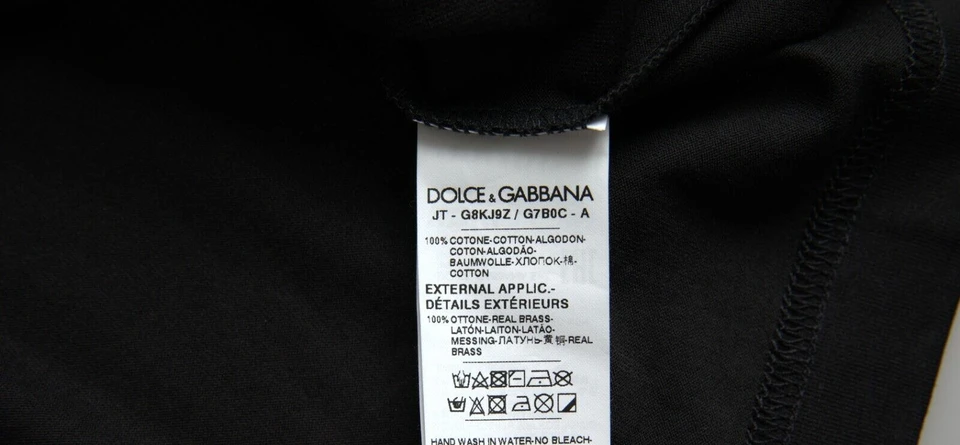 DOLCE & GABBANA
JT - G8KJ9Z / G7B0C - A
100% COTONE-COTTON-ALGODON-
COTON-ALGODÃO-
BAUMWOLLE-ХЛОПОК-棉-
COTTON
EXTERNAL APPLIC.-
DÉTAILS EXTÉRIEURS
100% OTTONE-REAL BRASS-
LATÓN-LAITON-LATÃO-
MESSING-ЛАТУНЬ-黄铜-REAL
BRASS
HAND WASH IN WATER-NO BLEACH-